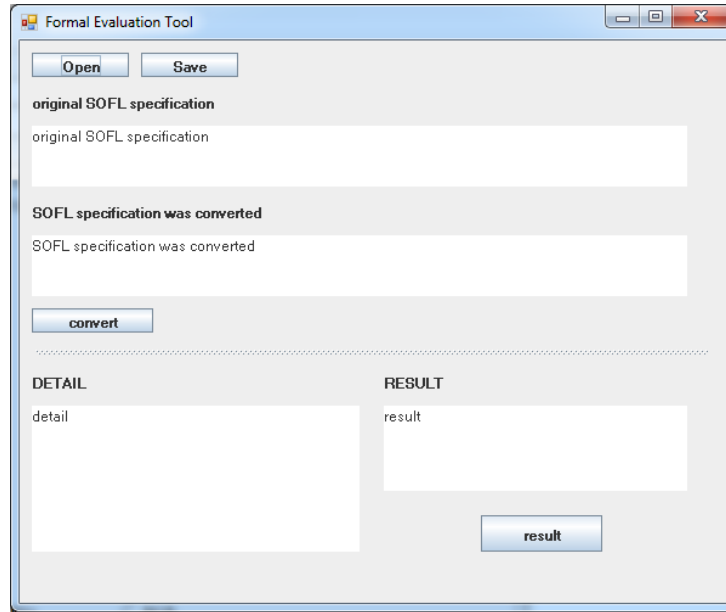 Formal Evaluation Tool
Open Save
original SOFL specification
original SOFL specification
SOFL specification was converted
SOFL specification was converted
convert
DETAIL RESULT
detail result
result